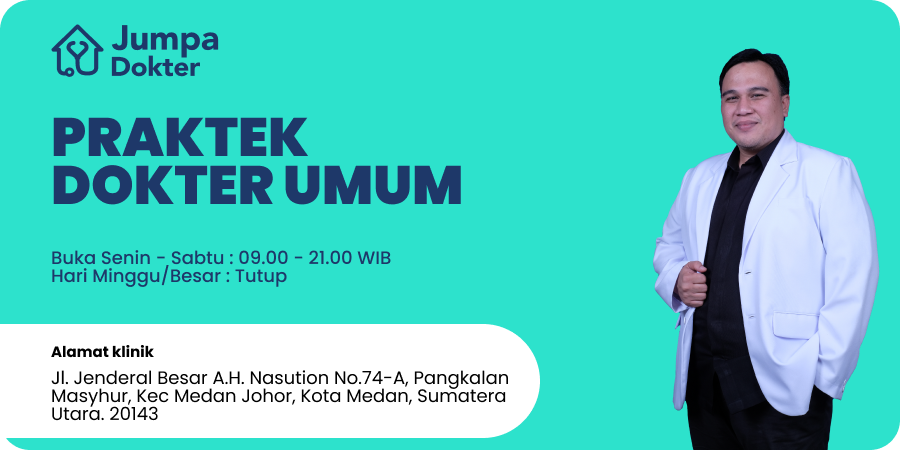 Jumpa
Dokter
PRAKTEK
DOKTER UMUM
Buka Senin - Sabtu : 09.00 - 21.00 WIB
Hari Minggu/Besar : Tutup
Alamat klinik
Jl. Jenderal Besar A.H. Nasution No.74-A, Pangkalan
Masyhur, Kec Medan Johor, Kota Medan, Sumatera
Utara. 20143